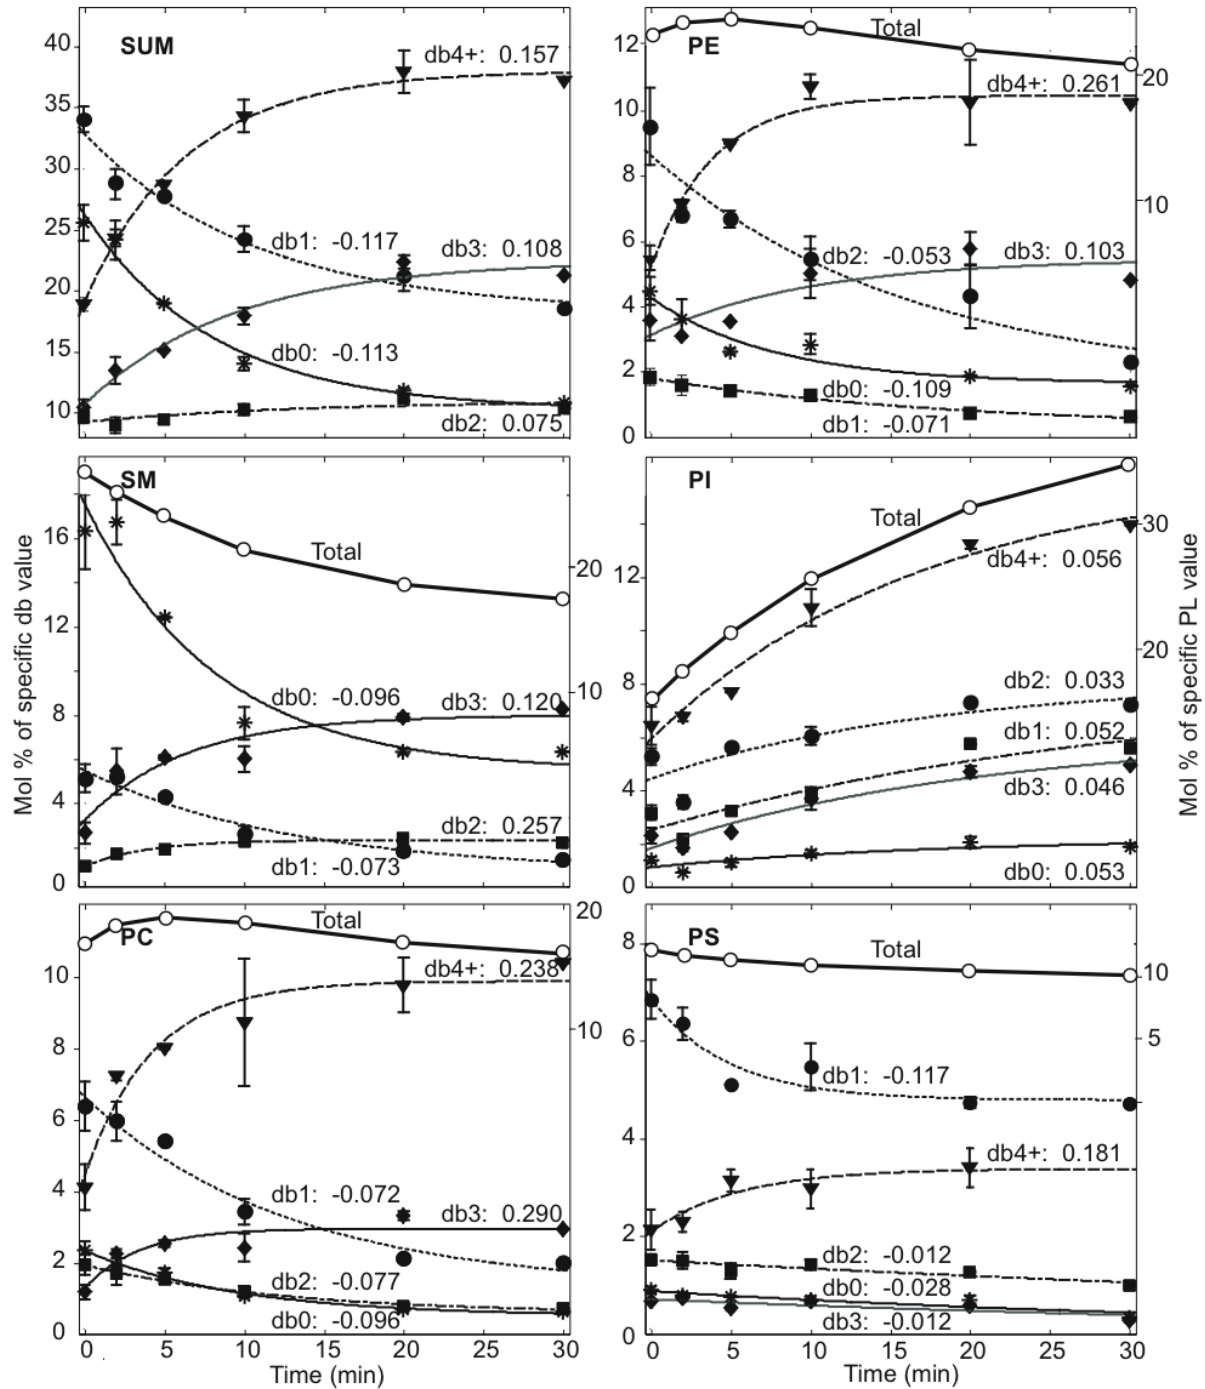 SUM
40
35
30
25
20
15
10
db4+: 0.157
db1: -0.117
db3: 0.108
db0: -0.113
db2: 0.075
PE
Total
12
10
8
6
4
2
0
20
10
db4+: 0.261
db2: -0.053
db3: 0.103
db0: -0.109
db1: -0.071
SM
Total
16
12
8
4
0
20
10
db0: -0.096
db3: 0.120
db2: 0.257
db1: -0.073
PI
Total
12
8
4
0
30
20
10
db4+: 0.056
db2: 0.033
db1: 0.052
db3: 0.046
db0: 0.053
Mol % of specific db value
Mol % of specific PL value
PC
Total
10
8
6
4
2
0
20
10
db4+: 0.238
db1: -0.072
db3: 0.290
db2: -0.077
db0: -0.096
0 5 10 15 20 30
Time (min)
PS
Total
8
6
4
2
0
10
5
db1: -0.117
db4+: 0.181
db2: -0.012
db0: -0.028
db3: -0.012
0 5 10 15 20 25 30
Time (min)